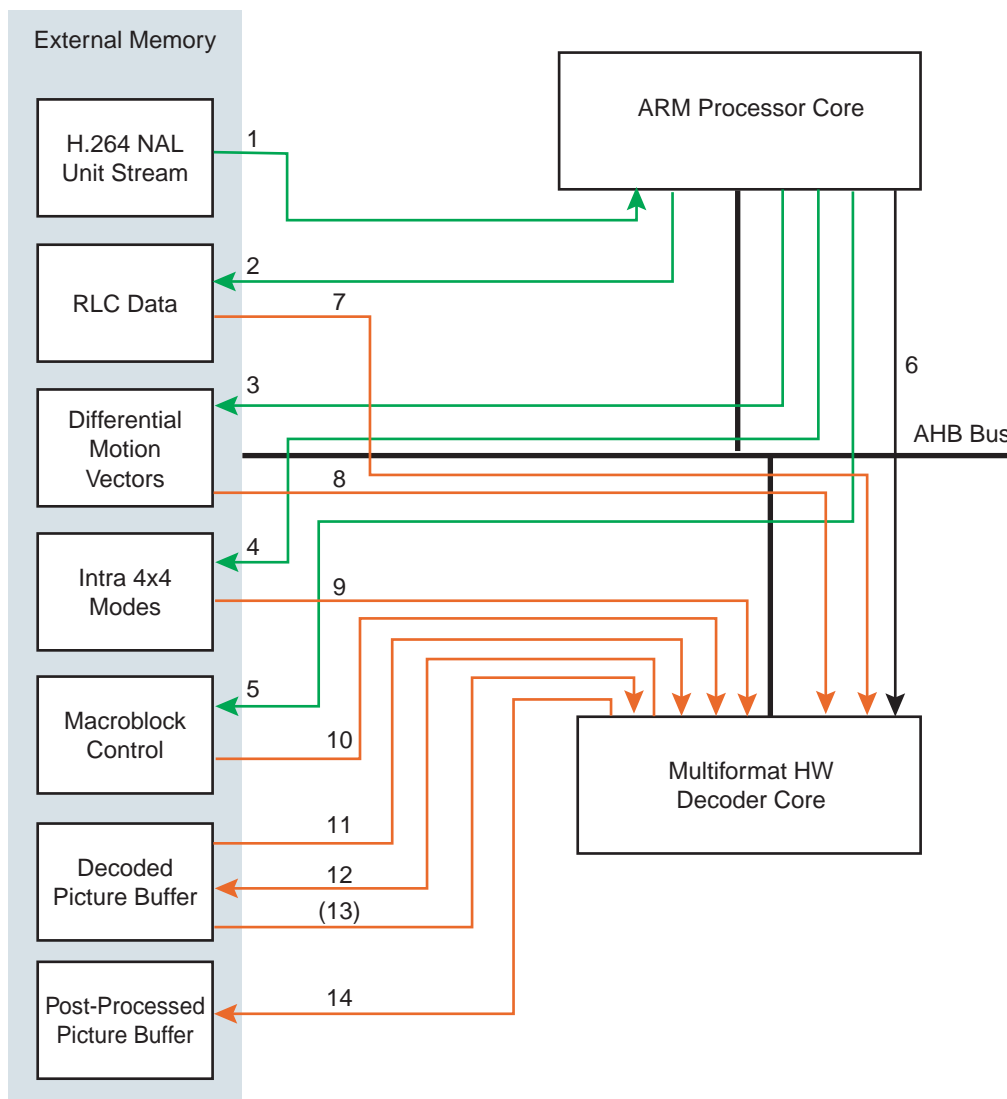 External Memory
ARM Processor Core
H.264 NAL
Unit Stream
1
2
RLC Data
7
3
6
Differential
Motion
Vectors
AHB Bus
8
4
Intra 4x4
Modes
9
5
Macroblock
Control
10
Multiformat HW
Decoder Core
11
Decoded
Picture Buffer
12
(13)
14
Post-Processed
Picture Buffer